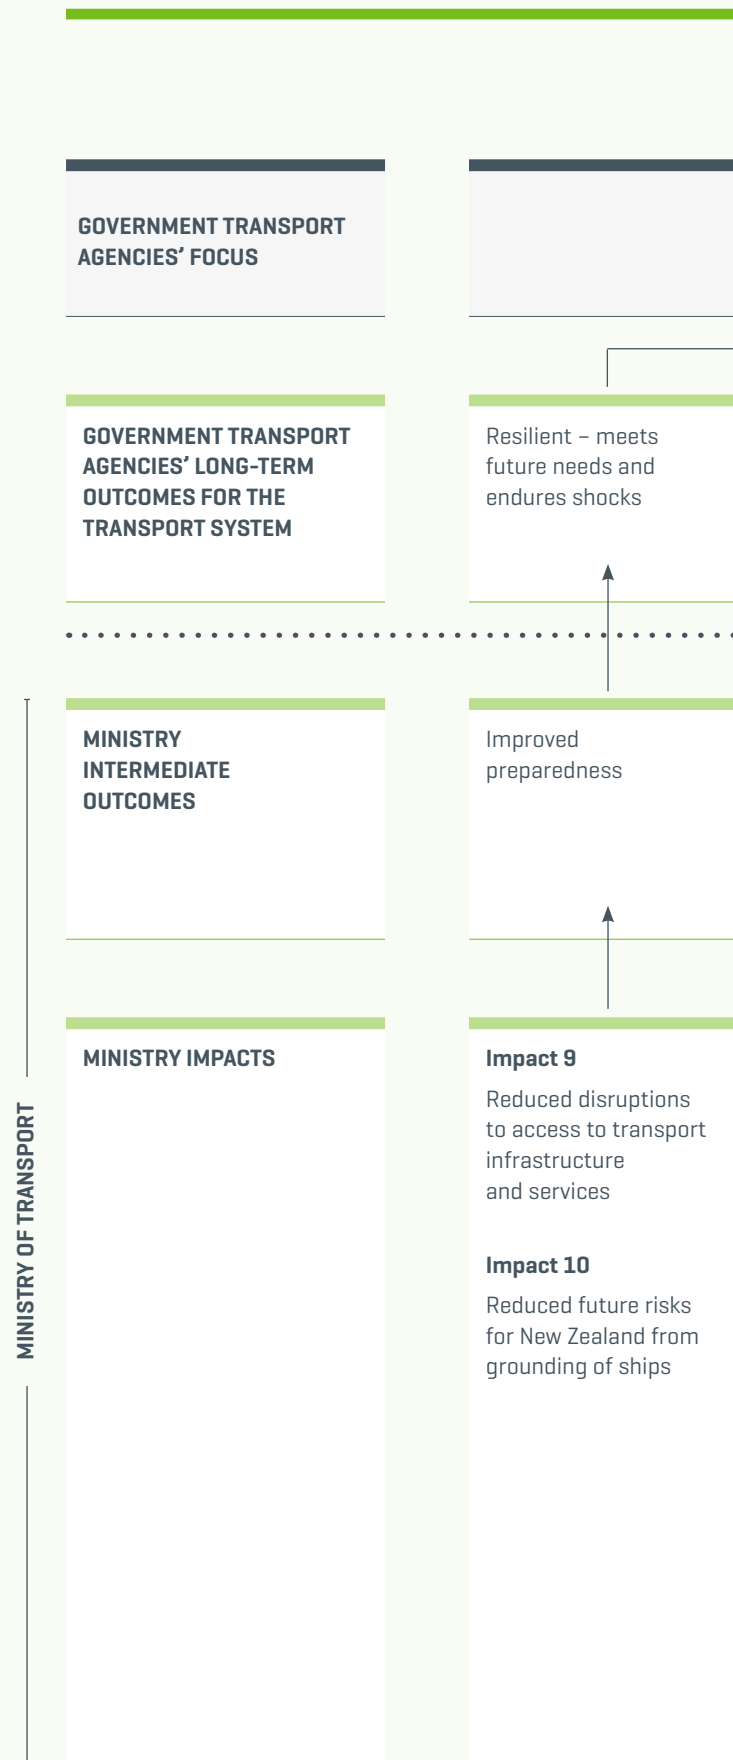 GOVERNMENT TRANSPORT
AGENCIES’ FOCUS
GOVERNMENT TRANSPORT
AGENCIES’ LONG-TERM
OUTCOMES FOR THE
TRANSPORT SYSTEM
Resilient – meets
future needs and
endures shocks
MINISTRY
INTERMEDIATE
OUTCOMES
Improved
preparedness
MINISTRY OF TRANSPORT
MINISTRY IMPACTS
Impact 9
Reduced disruptions
to access to transport
infrastructure
and services
Impact 10
Reduced future risks
for New Zealand from
grounding of ships